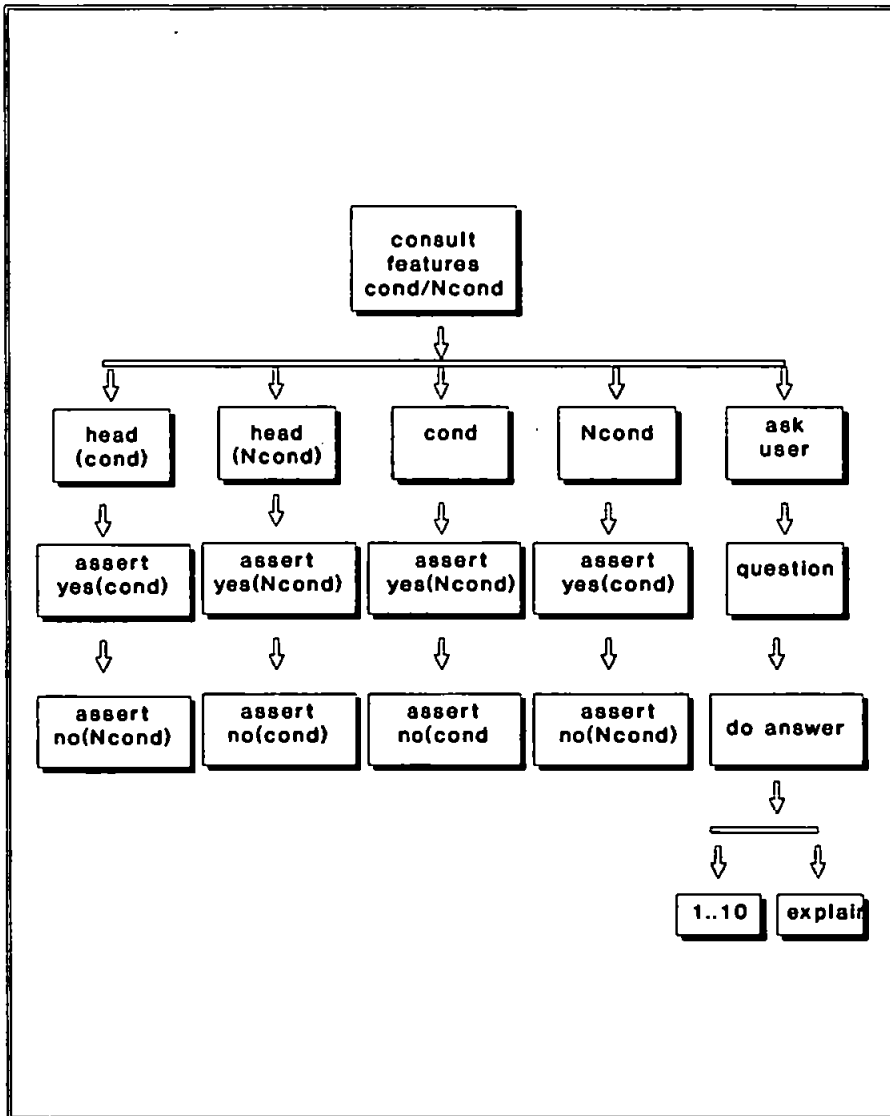 consult
features
cond/Ncond
head
(cond)
head
(Ncond)
cond
Ncond
ask
user
assert
yes(cond)
assert
yes(Ncond)
assert
yes(Ncond)
assert
yes(cond)
question
assert
no(Ncond)
assert
no(cond)
assert
no(cond
assert
no(Ncond)
do answer
1..10
explair